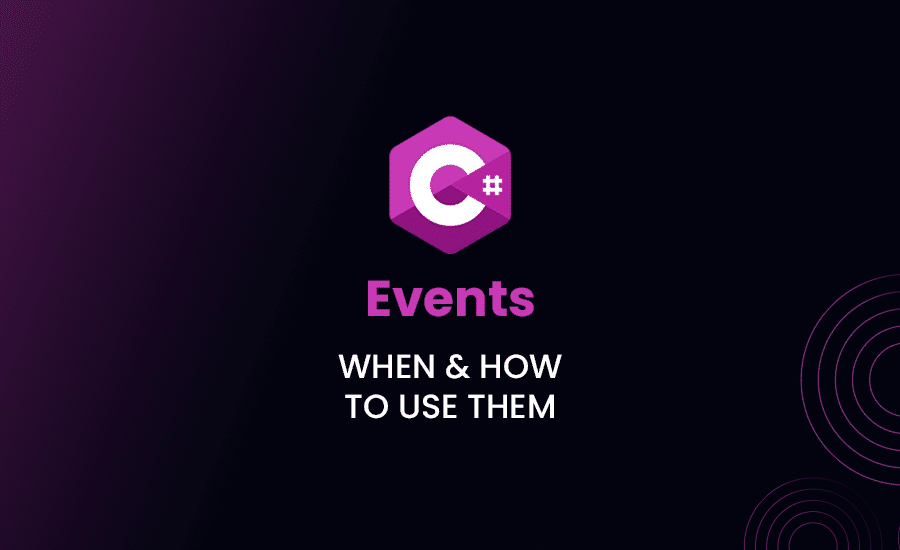 C#
Events
WHEN & HOW
TO USE THEM